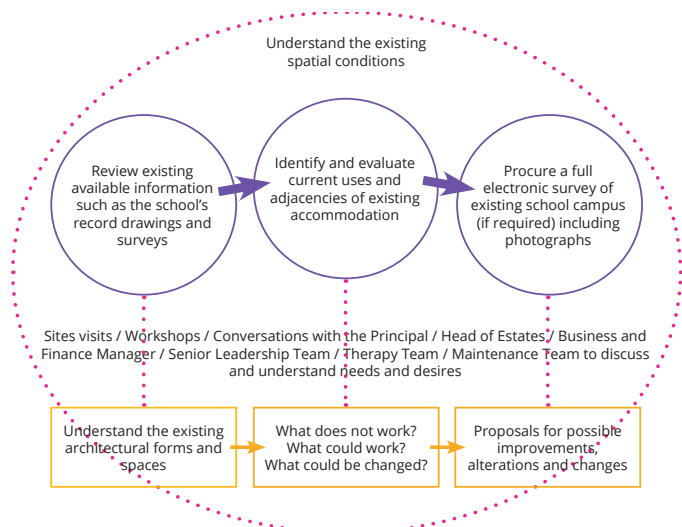 Understand the existing
spatial conditions
Review existing
available information
such as the school's
record drawings and
surveys
Identify and evaluate
current uses and
adjacencies of existing
accommodation
Procure a full
electronic survey of
existing school campus
(if required) including
photographs
Sites visits / Workshops / Conversations with the Principal / Head of Estates / Business and
Finance Manager / Senior Leadership Team / Therapy Team / Maintenance Team to discuss
and understand needs and desires
Understand the existing
architectural forms and
spaces
What does not work?
What could work?
What could be changed?
Proposals for possible
improvements,
alterations and changes